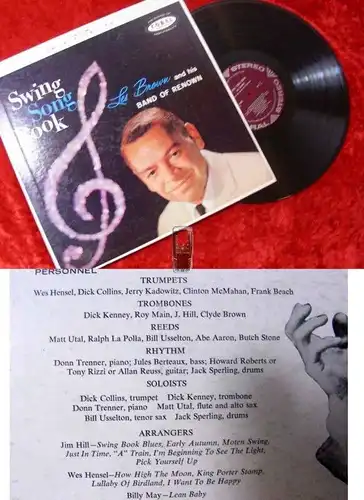 CORAL
Swing
Song
Book
Les Brown and his
BAND OF RENOWN
STEREO
PERSONNEL
TRUMPETS
Wes Hensel, Dick Collins, Jerry Kadowitz, Clinton McMahan, Frank Beach
TROMBONES
Dick Kenney, Roy Main, J. Hill, Clyde Brown
REEDS
Matt Utal, Ralph La Polla, Bill Usselton, Abe Aaron, Butch Stone
RHYTHM
Donn Trenner, piano; Jules Berteaux, bass; Howard Roberts or
Tony Rizzi or Allan Reuss, guitar; Jack Sperling, drums
SOLOISTS
Dick Collins, trumpet Dick Kenney, trombone
Donn Trenner, piano Matt Utal, flute and alto sax
Bill Usselton, tenor sax Jack Sperling, drums
ARRANGERS
Jim Hill—Swing Book Blues, Early Autumn, Moten Swing,
Just In Time, "A" Train, I'm Beginning To See The Light,
Pick Yourself Up
Wes Hensel—How High The Moon, King Porter Stomp,
Lullaby Of Birdland, I Want To Be Happy
Billy May—Lean Baby